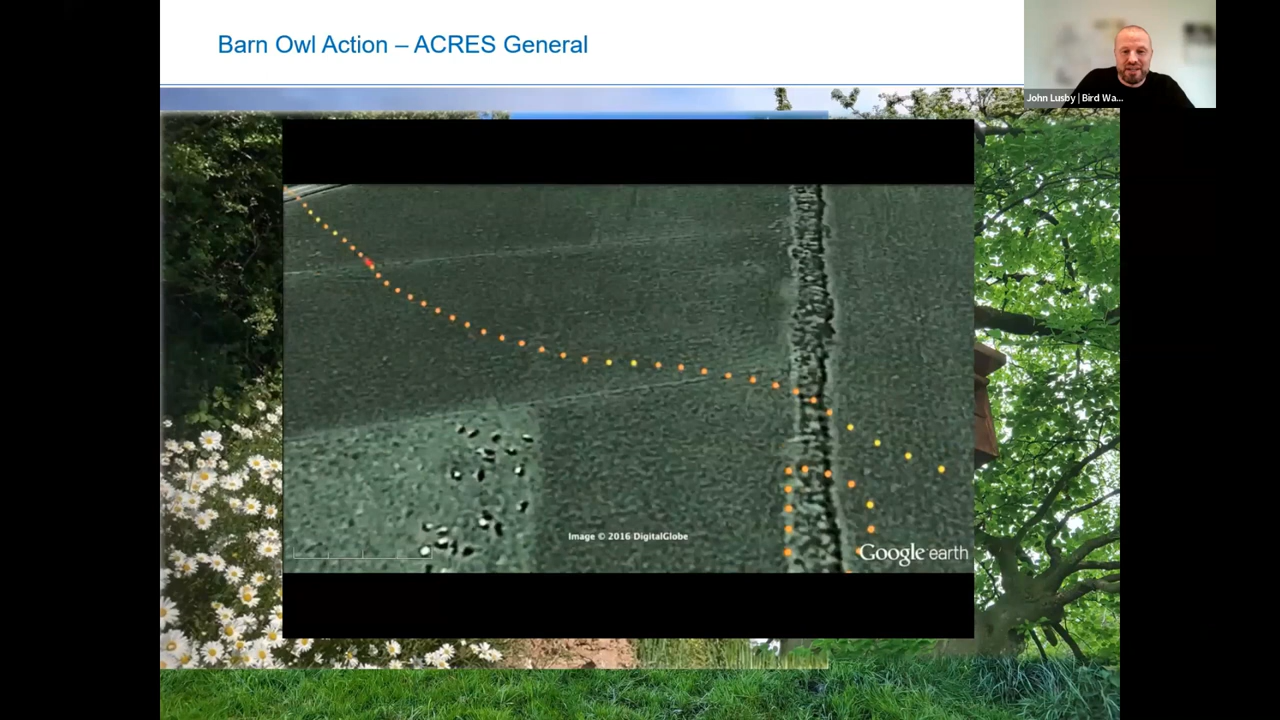 Barn Owl Action – ACRES General
John Lusby | Bird Wa...
Image © 2016 DigitalGlobe
Google earth